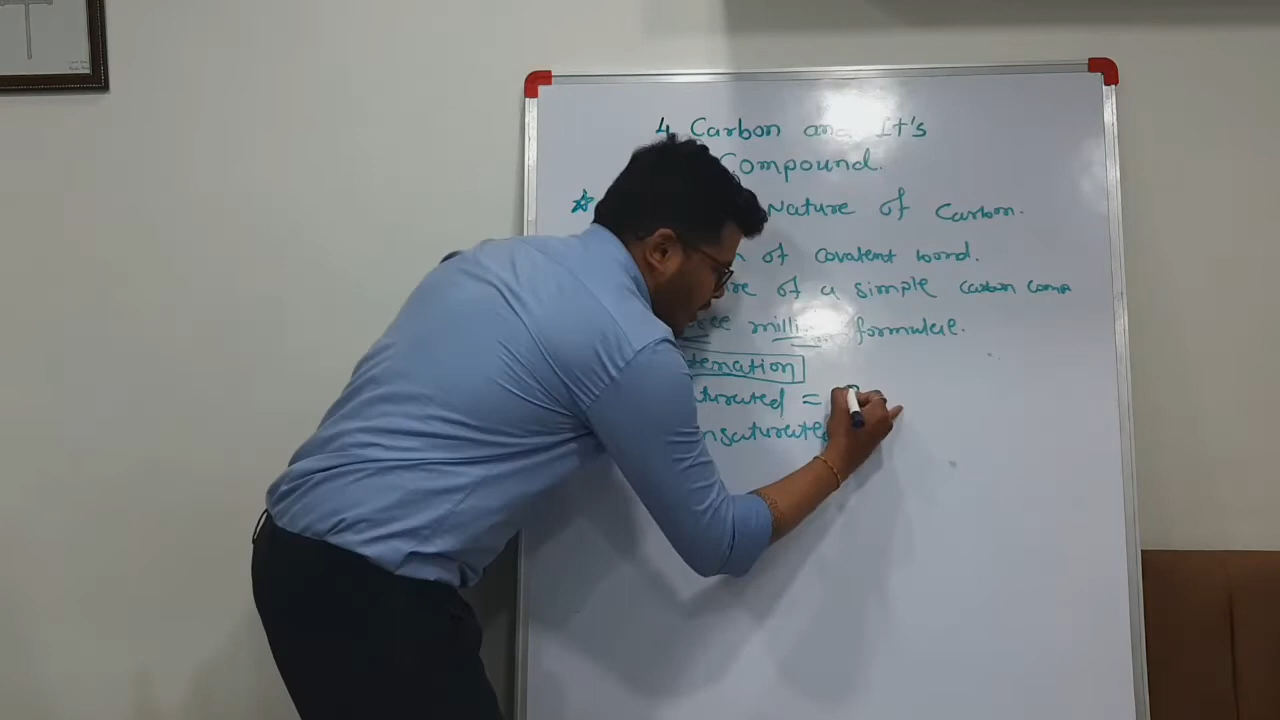 4 Carbon and It's
Compound.
Nature of Carbon.
of covalent bond.
of a simple carbon comp
formulae.
tenation
turated =
nsaturated